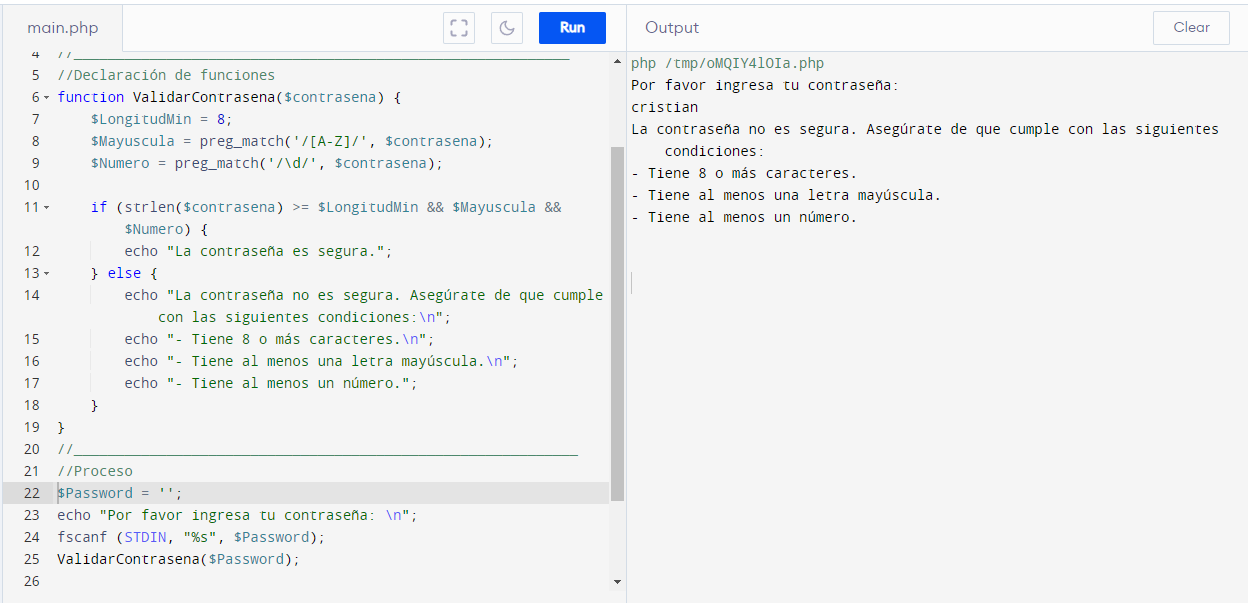 main.php
Run
Output
Clear
4 //___________________________________________________________
5 //Declaración de funciones
6 function ValidarContrasena($contrasena) {
7 $LongitudMin = 8;
8 $Mayuscula = preg_match('/[A-Z]/', $contrasena);
9 $Numero = preg_match('/\d/', $contrasena);
10
11 if (strlen($contrasena) >= $LongitudMin && $Mayuscula &&
$Numero) {
12 echo "La contraseña es segura.";
13 } else {
14 echo "La contraseña no es segura. Asegúrate de que cumple
con las siguientes condiciones:\n";
15 echo "- Tiene 8 o más caracteres.\n";
16 echo "- Tiene al menos una letra mayúscula.\n";
17 echo "- Tiene al menos un número.";
18 }
19 }
20 //____________________________________________________________
21 //Proceso
22 $Password = '';
23 echo "Por favor ingresa tu contraseña: \n";
24 fscanf (STDIN, "%s", $Password);
25 ValidarContrasena($Password);
26
php /tmp/oMQIY4lOIa.php
Por favor ingresa tu contraseña:
cristian
La contraseña no es segura. Asegúrate de que cumple con las siguientes
condiciones:
- Tiene 8 o más caracteres.
- Tiene al menos una letra mayúscula.
- Tiene al menos un número.